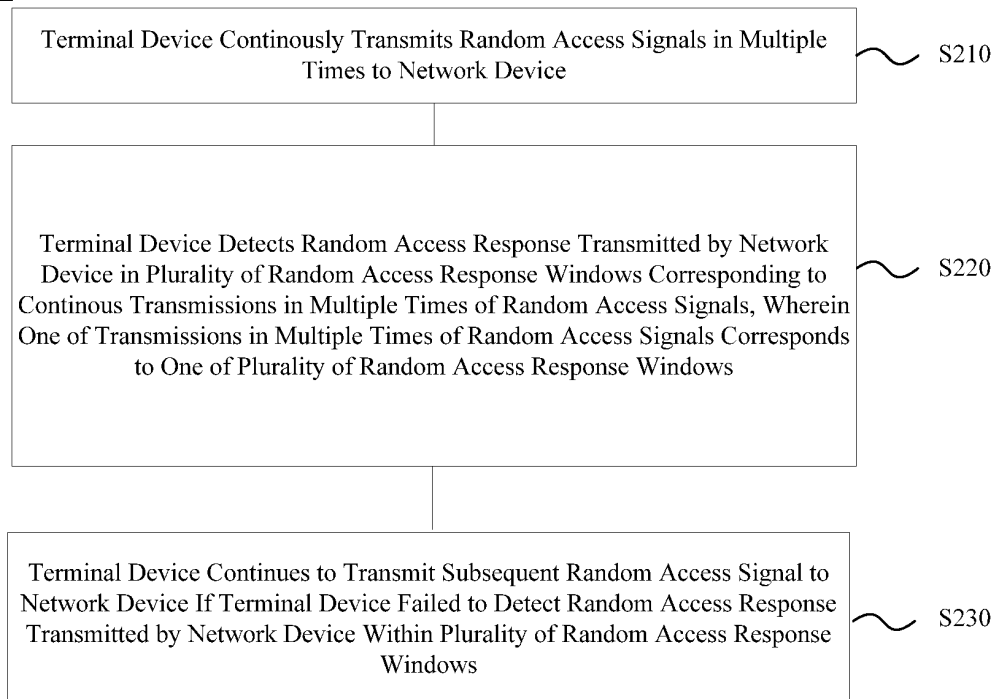 Terminal Device Continously Transmits Random Access Signals in Multiple
Times to Network Device
S210
Terminal Device Detects Random Access Response Transmitted by Network
Device in Plurality of Random Access Response Windows Corresponding to
Continous Transmissions in Multiple Times of Random Access Signals, Wherein
One of Transmissions in Multiple Times of Random Access Signals Corresponds
to One of Plurality of Random Access Response Windows
S220
Terminal Device Continues to Transmit Subsequent Random Access Signal to
Network Device If Terminal Device Failed to Detect Random Access Response
Transmitted by Network Device Within Plurality of Random Access Response
Windows
S230